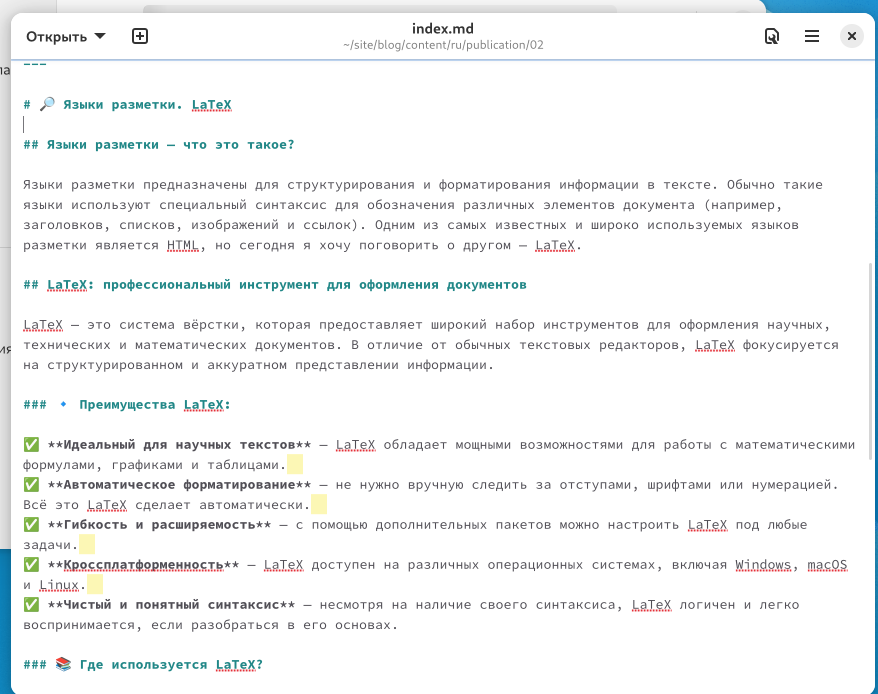 Открыть
index.md
~/site/blog/content/ru/publication/02
---
# 🔎 Языки разметки. LaTeX
## Языки разметки — что это такое?
Языки разметки предназначены для структурирования и форматирования информации в тексте. Обычно такие
языки используют специальный синтаксис для обозначения различных элементов документа (например,
заголовков, списков, изображений и ссылок). Одним из самых известных и широко используемых языков
разметки является HTML, но сегодня я хочу поговорить о другом — LaTeX.
## LaTeX: профессиональный инструмент для оформления документов
LaTeX — это система вёрстки, которая предоставляет широкий набор инструментов для оформления научных,
технических и математических документов. В отличие от обычных текстовых редакторов, LaTeX фокусируется
на структурированном и аккуратном представлении информации.
### 🔹 Преимущества LaTeX:
✅ **Идеальный для научных текстов** — LaTeX обладает мощными возможностями для работы с математическими
формулами, графиками и таблицами.
✅ **Автоматическое форматирование** — не нужно вручную следить за отступами, шрифтами или нумерацией.
Всё это LaTeX сделает автоматически.
✅ **Гибкость и расширяемость** — с помощью дополнительных пакетов можно настроить LaTeX под любые
задачи.
✅ **Кроссплатформенность** — LaTeX доступен на различных операционных системах, включая Windows, macOS
и Linux.
✅ **Чистый и понятный синтаксис** — несмотря на наличие своего синтаксиса, LaTeX логичен и легко
воспринимается, если разобраться в его основах.
### 📚 Где используется LaTeX?